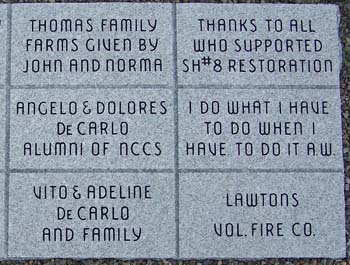 THOMAS FAMILY
FARMS GIVEN BY
JOHN AND NORMA
THANKS TO ALL
WHO SUPPORTED
SH#8 RESTORATION
ANGELO & DOLORES
DECARLO
ALUMNI OF NCCS
I DO WHAT I HAVE
TO DO WHEN I
HAVE TO DO IT A.W.
VITO & ADELINE
DECARLO
AND FAMILY
LAWTONS
VOL. FIRE CO.